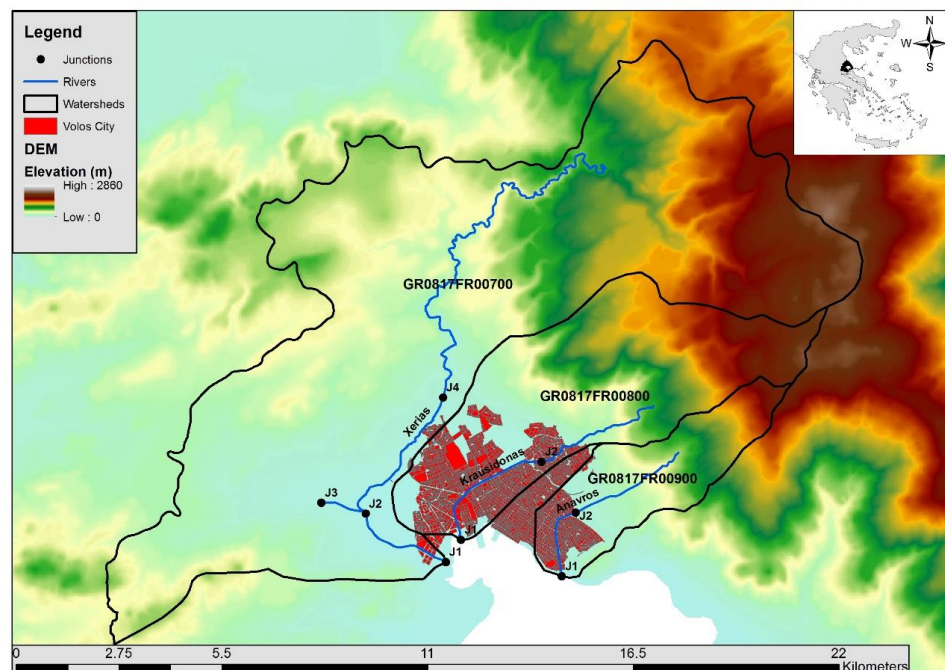 Legend
Junctions
Rivers
Watersheds
Volos City
DEM
Elevation (m)
High : 2860
Low : 0
N
W
S
GR0817FR00700
J4
Xerias
GR0817FR00800
Krausidonas
J2
GR0817FR00900
Anavros
J3
J2
J2
J1
J1
J1
0 2.75 5.5 11 16.5 22
Kilometers